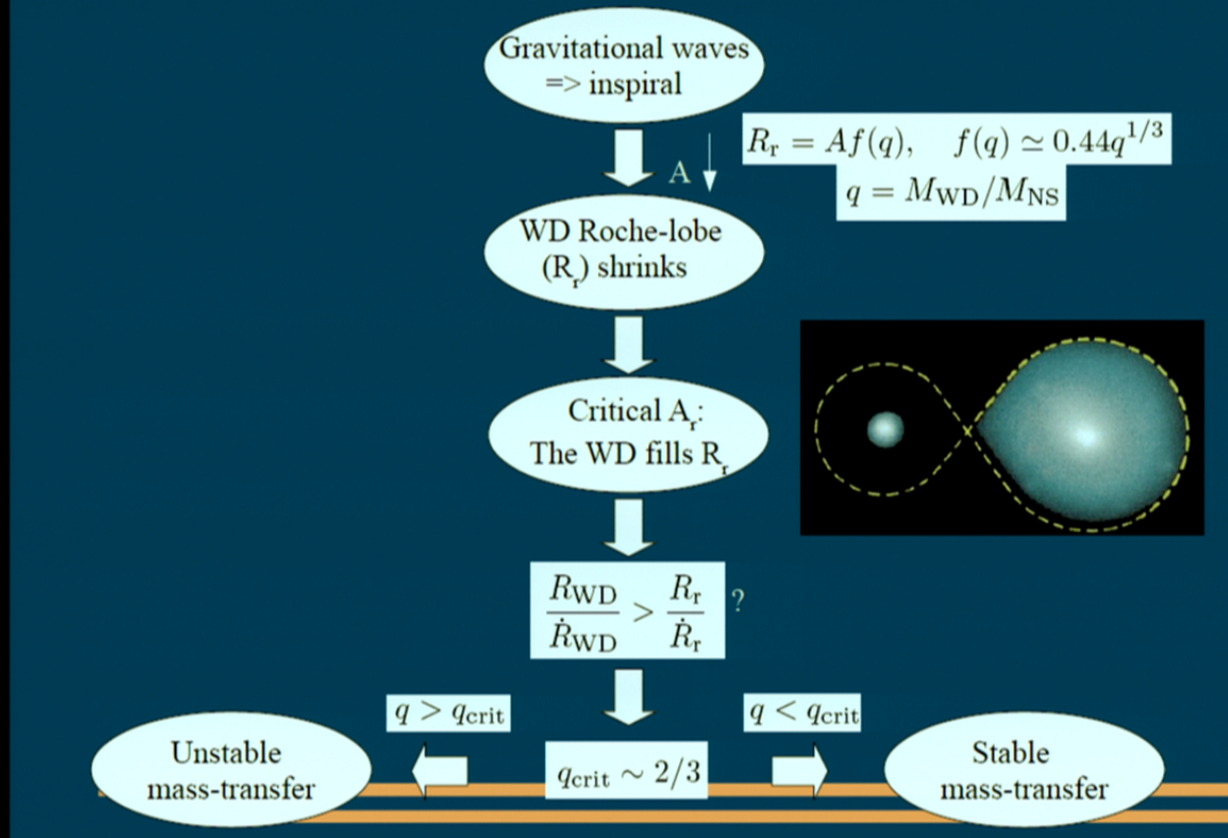 Gravitational waves
=> inspiral
A
R_r = Af(q), f(q) ≃ 0.44q^{1/3}
q = M_WD/M_NS
WD Roche-lobe
(R_r) shrinks
Critical A_r:
The WD fills R_r
R_WD/Ṙ_WD > R_r/Ṙ_r ?
q > q_crit
q < q_crit
Unstable
mass-transfer
q_crit ∼ 2/3
Stable
mass-transfer